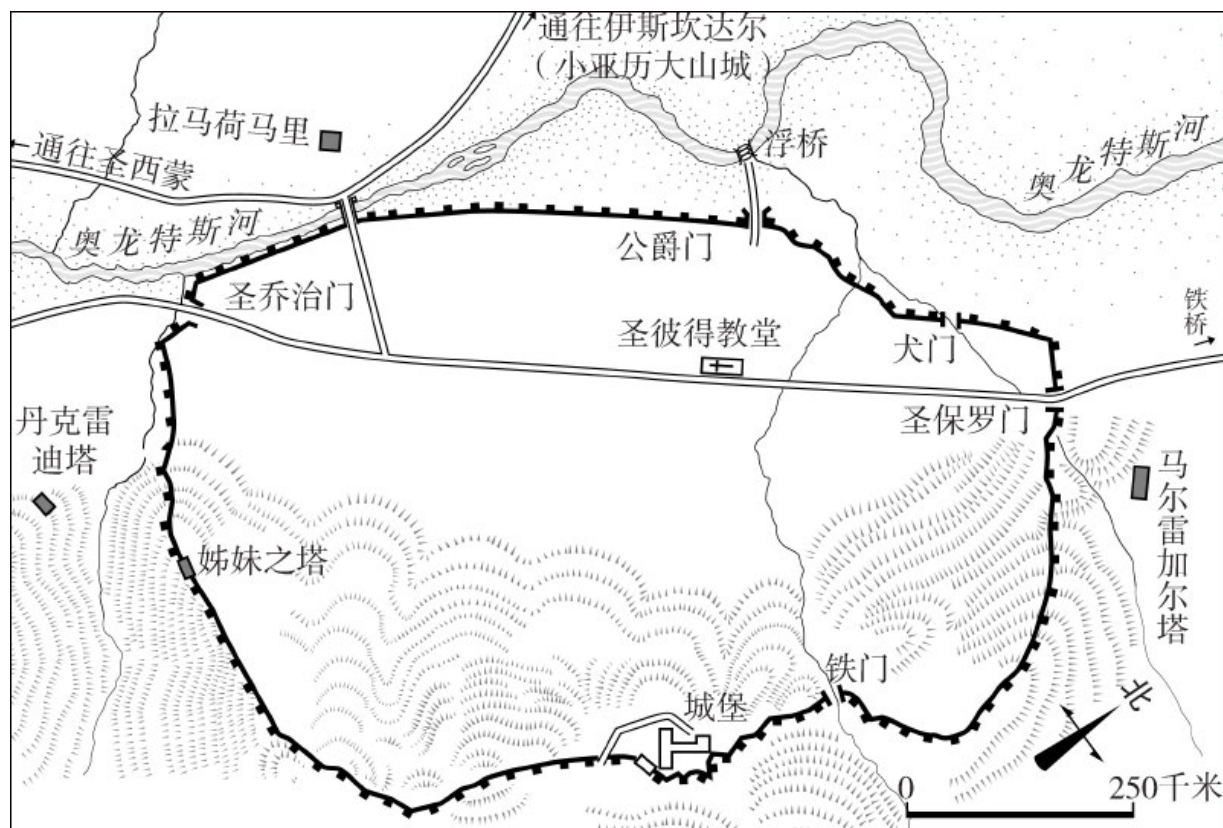 通往伊斯坎达尔
（小亚历大山城）
拉马荷马里
←通往圣西蒙
浮桥
奥龙特斯河
奥龙特斯河
公爵门
圣乔治门
铁桥
圣彼得教堂
犬门
丹克雷
迪塔
圣保罗门
马尔雷加尔塔
姊妹之塔
铁门
城堡
北
0 250千米